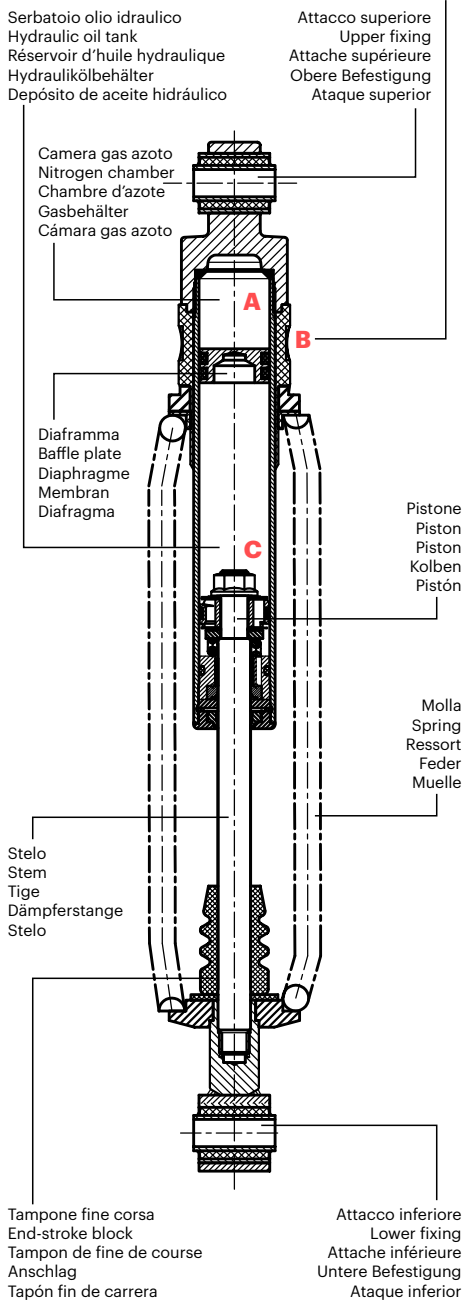 Serbatoio olio idraulico
Hydraulic oil tank
Réservoir d'huile hydraulique
Hydraulikölbehälter
Depósito de aceite hidráulico
Attacco superiore
Upper fixing
Attache supérieure
Obere Befestigung
Ataque superior
Camera gas azoto
Nitrogen chamber
Chambre d'azote
Gasbehälter
Cámara gas azoto
A
B
Diaframma
Baffle plate
Diaphragme
Membran
Diafragma
C
Pistone
Piston
Piston
Kolben
Pistón
Molla
Spring
Ressort
Feder
Muelle
Stelo
Stem
Tige
Dämpferstange
Stelo
Tampone fine corsa
End-stroke block
Tampon de fine de course
Anschlag
Tapón fin de carrera
Attacco inferiore
Lower fixing
Attache inférieure
Untere Befestigung
Ataque inferior